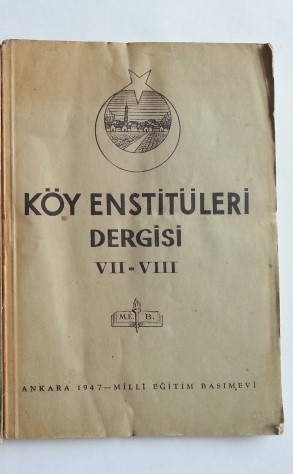 KÖY ENSTİTÜLERİ
DERGİSİ
VII - VIII
M.E. B.
ANKARA 1947 — MİLLİ EĞİTİM BASIMEVİ